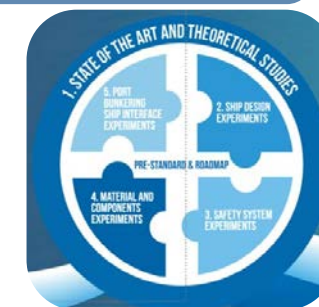 1. STATE OF THE ART AND THEORETICAL STUDIES
5. PORT
BUNKERING
SHIP INTERFACE
EXPERIMENTS
2. SHIP DESIGN
EXPERIMENTS
PRE-STANDARD & ROADMAP
4. MATERIAL AND
COMPONENTS
EXPERIMENTS
3. SAFETY SYSTEM
EXPERIMENTS